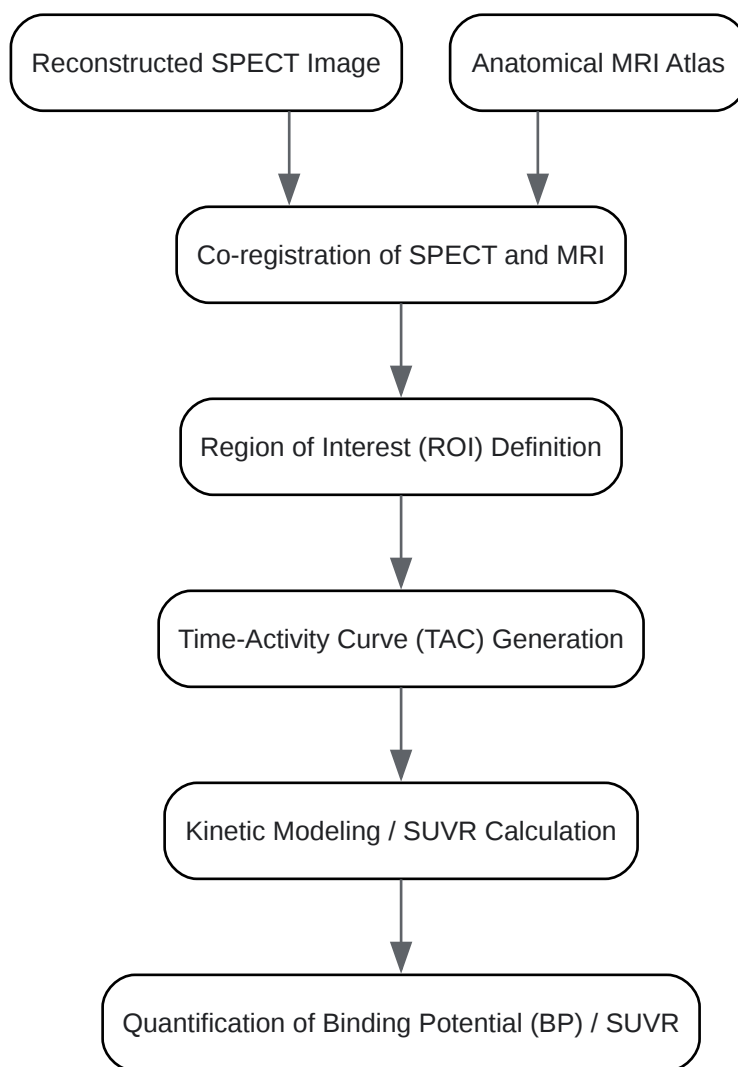 Reconstructed SPECT Image
Anatomical MRI Atlas
Co-registration of SPECT and MRI
Region of Interest (ROI) Definition
Time-Activity Curve (TAC) Generation
Kinetic Modeling / SUVR Calculation
Quantification of Binding Potential (BP) / SUVR